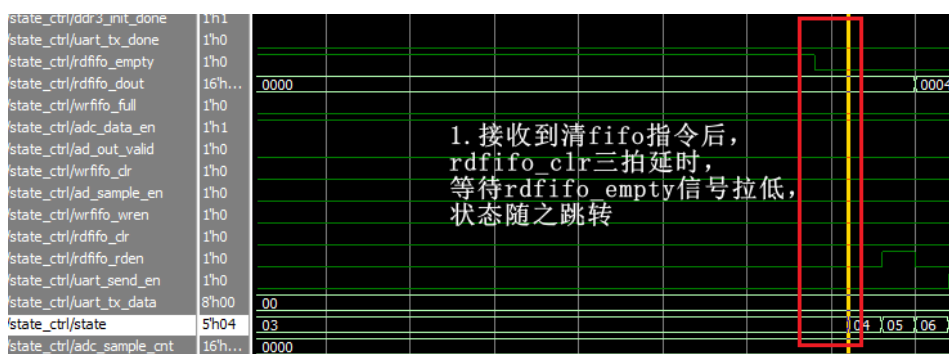 /state_ctrl/ddr3_init_done 1'h1
/state_ctrl/uart_tx_done 1'h0
/state_ctrl/rdfifo_empty 1'h0
/state_ctrl/rdfifo_dout 16'h... 0000 0004
/state_ctrl/wrfifo_full 1'h0
/state_ctrl/adc_data_en 1'h1
/state_ctrl/ad_out_valid 1'h0
/state_ctrl/wrfifo_clr 1'h0
/state_ctrl/ad_sample_en 1'h0
/state_ctrl/wrfifo_wren 1'h0
/state_ctrl/rdfifo_clr 1'h0
/state_ctrl/rdfifo_rden 1'h0
/state_ctrl/uart_send_en 1'h0
/state_ctrl/uart_tx_data 8'h00 00
/state_ctrl/state 5'h04 03 04 05 06
/state_ctrl/adc_sample_cnt 16'h... 0000
1.接收到清fifo指令后，
rdfifo_clr三拍延时，
等待rdfifo_empty信号拉低，
状态随之跳转